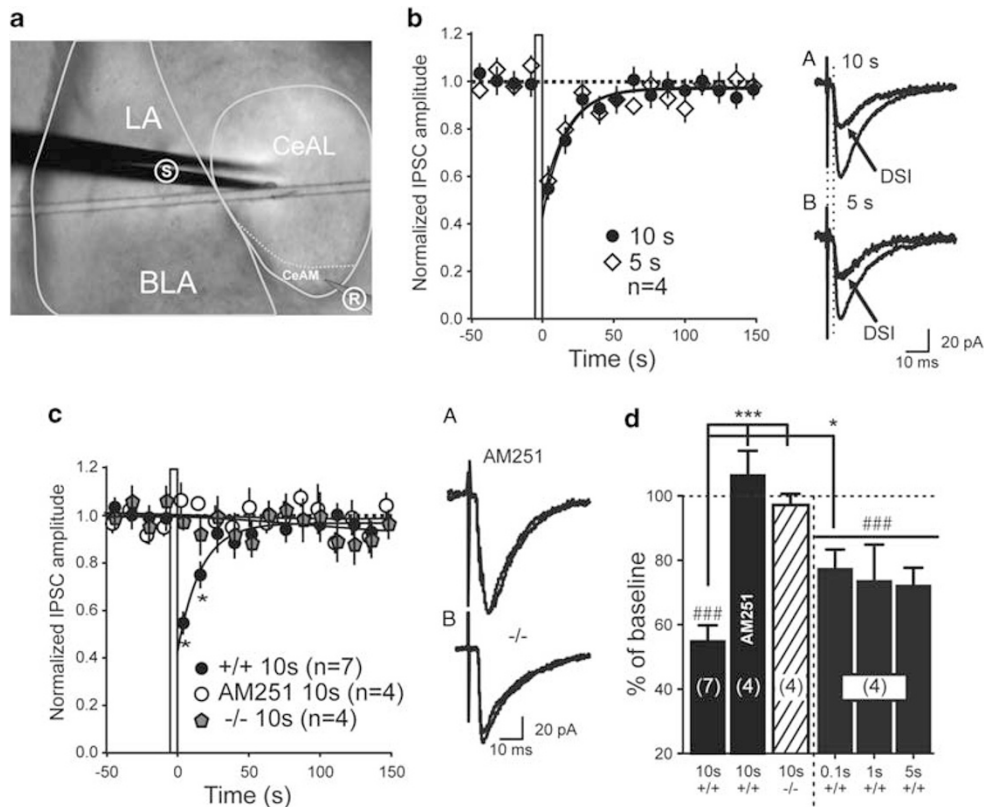 a
LA
CeAL
S
CeAM
BLA
R
b
Normalized IPSC amplitude
1.2
1.0
0.8
0.6
0.4
0.2
0.0
-50 0 50 100 150
Time (s)
10 s
5 s
n=4
A
10 s
DSI
B
5 s
DSI
20 pA
10 ms
c
Normalized IPSC amplitude
1.2
1.0
0.8
0.6
0.4
0.2
0.0
-50 0 50 100 150
Time (s)
*
*
+/+ 10s (n=7)
AM251 10s (n=4)
-/- 10s (n=4)
A
AM251
B
-/-
20 pA
10 ms
d
***
*
% of baseline
100
80
60
40
20
###
###
AM251
(7) (4) (4) (4)
10s 10s 10s 0.1s 1s 5s
+/+ +/+ -/- +/+ +/+ +/+